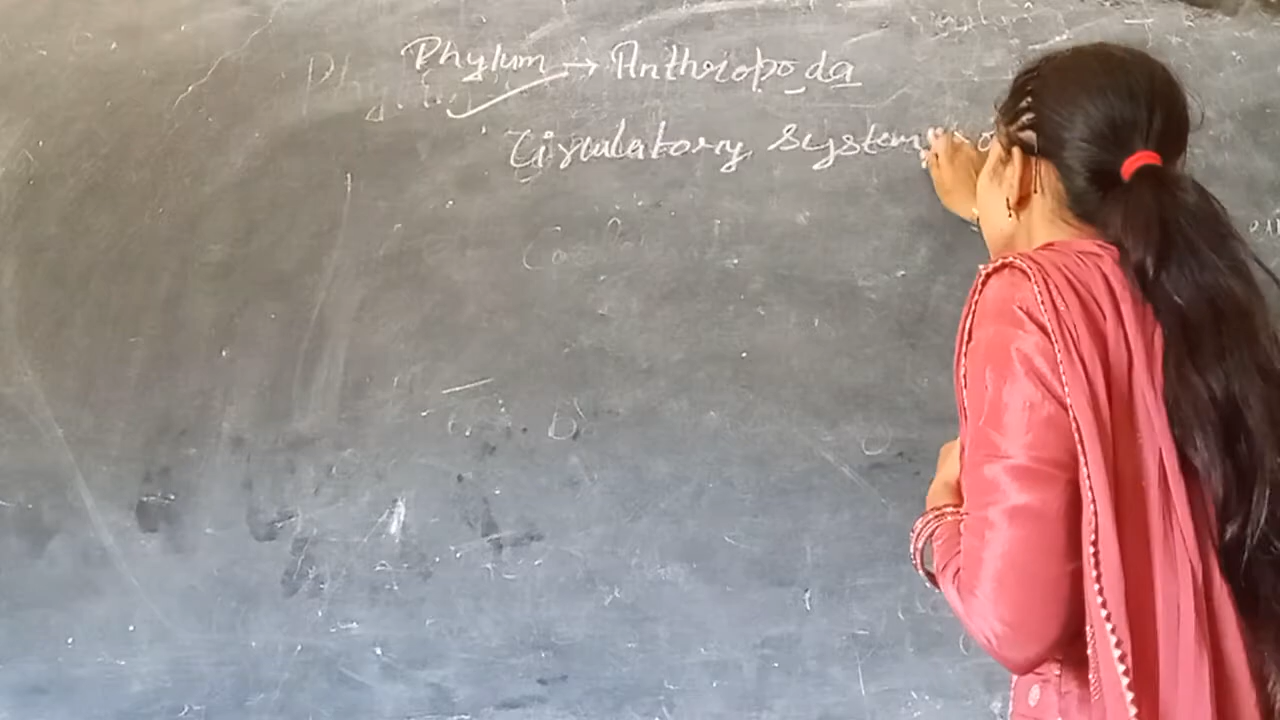 Phylum → Anthropoda
Circulatory system